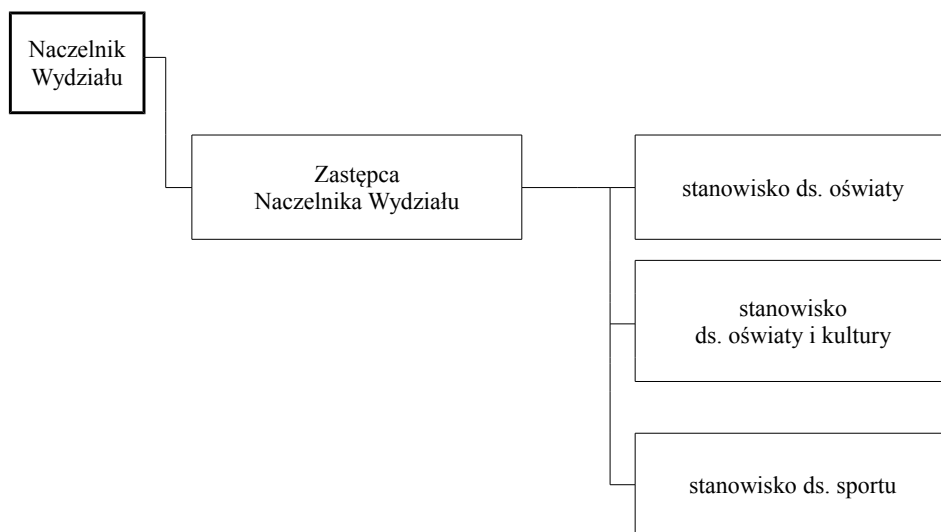 Naczelnik
Wydziału
Zastępca
Naczelnika Wydziału
stanowisko ds. oświaty
stanowisko
ds. oświaty i kultury
stanowisko ds. sportu